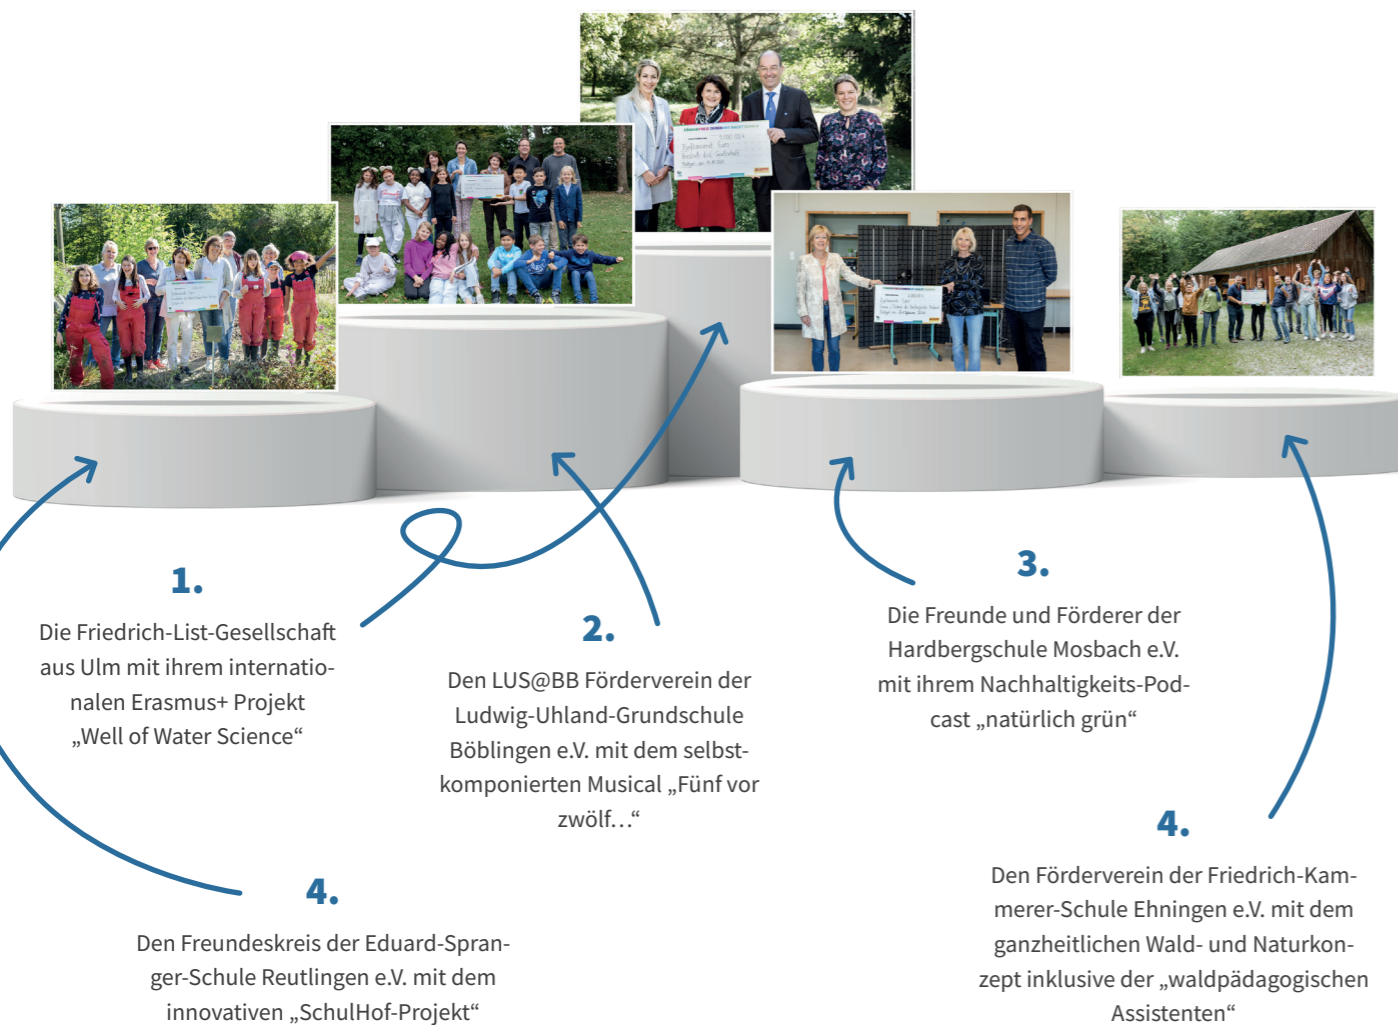 1.
Die Friedrich-List-Gesellschaft
aus Ulm mit ihrem internatio-
nalen Erasmus+ Projekt
„Well of Water Science“
2.
Den LUS@BB Förderverein der
Ludwig-Uhland-Grundschule
Böblingen e.V. mit dem selbst-
komponierten Musical „Fünf vor
zwölf…“
3.
Die Freunde und Förderer der
Hardbergschule Mosbach e.V.
mit ihrem Nachhaltigkeits-Pod-
cast „natürlich grün“
4.
Den Freundeskreis der Eduard-Spran-
ger-Schule Reutlingen e.V. mit dem
innovativen „SchulHof-Projekt“
4.
Den Förderverein der Friedrich-Kam-
merer-Schule Ehningen e.V. mit dem
ganzheitlichen Wald- und Naturkon-
zept inklusive der „waldpädagogischen
Assistenten“